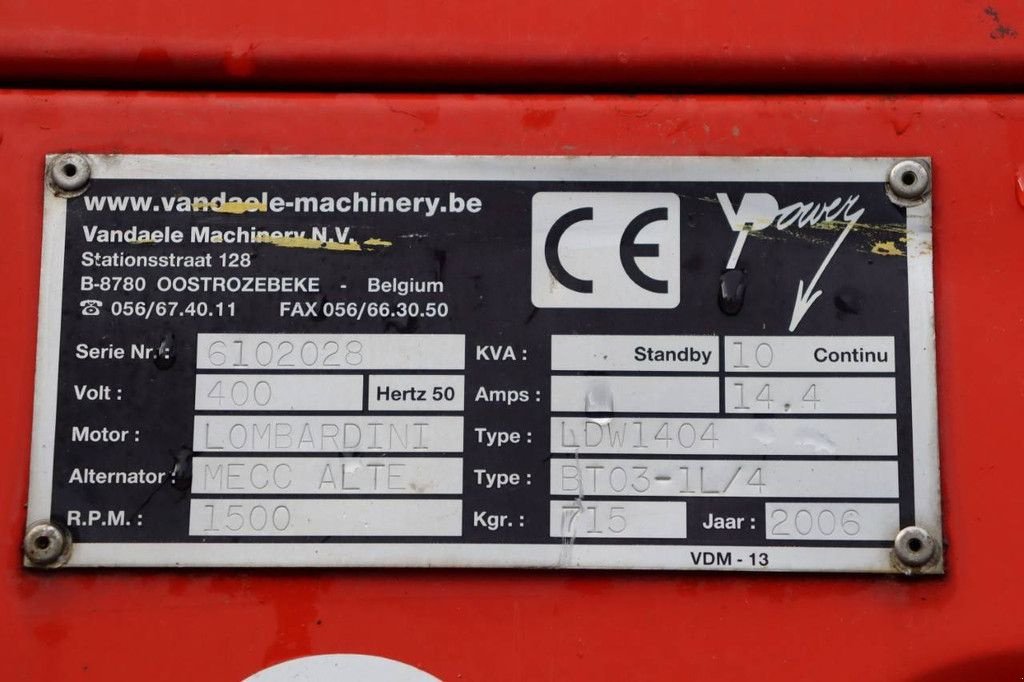 www.vandaele-machinery.be
Vandaele Machinery N.V.
Stationsstraat 128
B-8780 OOSTROZEBEKE - Belgium
☎ 056/67.40.11 FAX 056/66.30.50
CE
VPower
Serie Nr.: 6102028 KVA: Standby 10 Continu
Volt: 400 Hertz 50 Amps: 14.4
Motor: LOMBARDINI Type: LDW1404
Alternator: MECC ALTE Type: BT03-1L/4
R.P.M.: 1500 Kgr.: 715 Jaar: 2006
VDM - 13